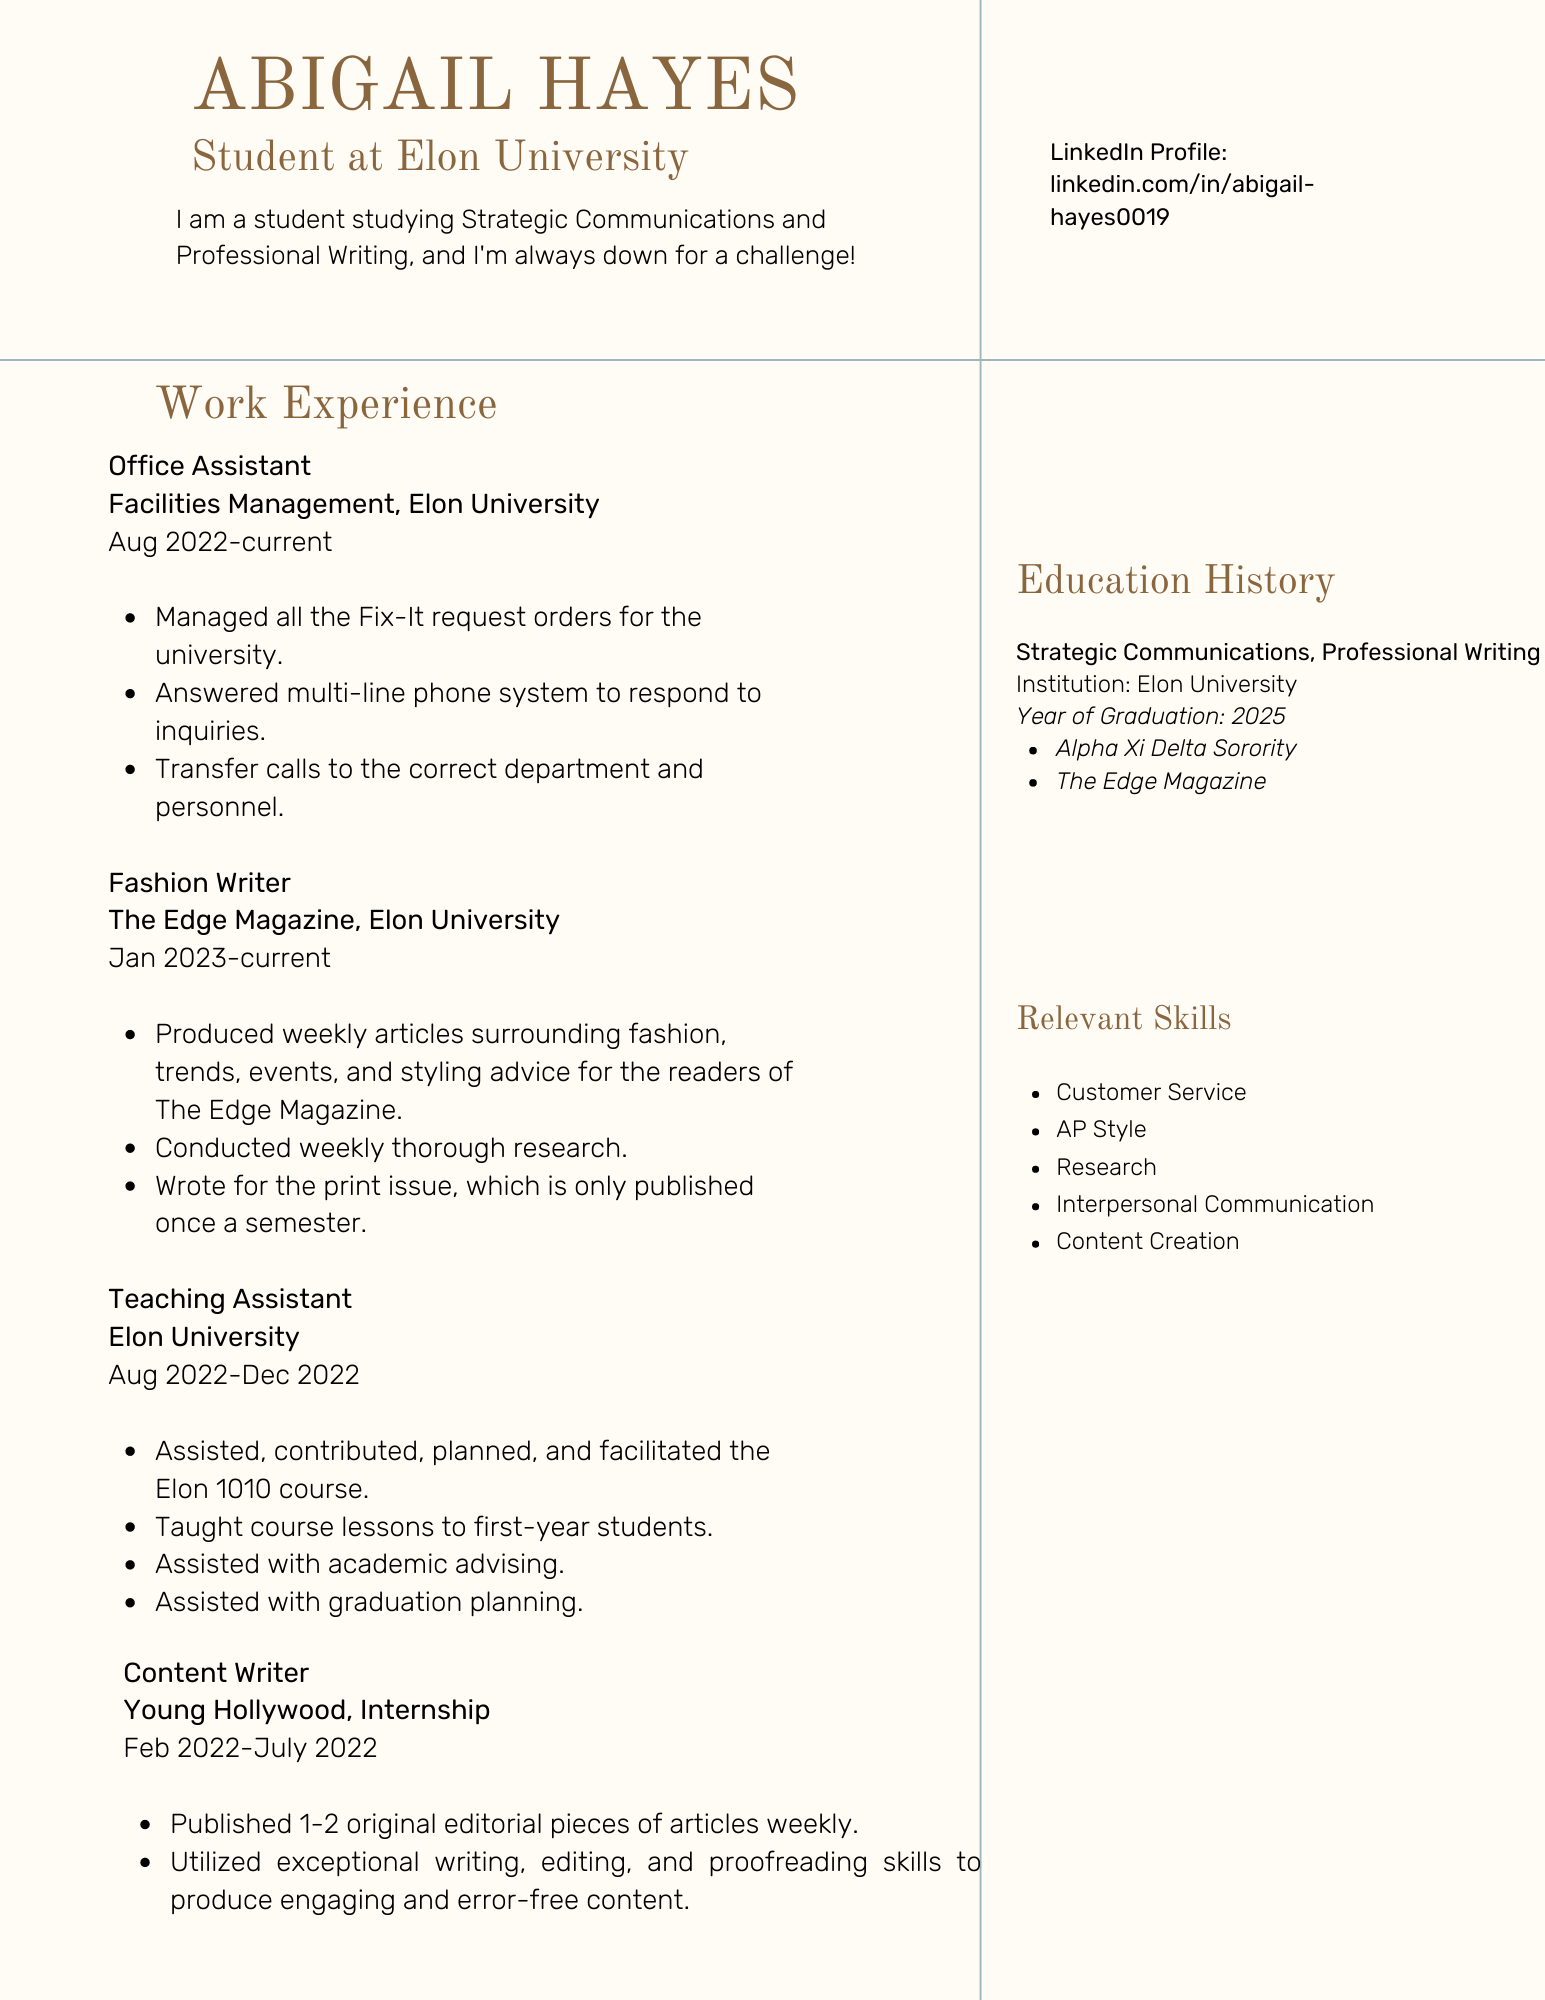 ABIGAIL HAYES
Student at Elon University
I am a student studying Strategic Communications and
Professional Writing, and I'm always down for a challenge!
LinkedIn Profile:
linkedin.com/in/abigail-
hayes0019
Work Experience
Office Assistant
Facilities Management, Elon University
Aug 2022-current
• Managed all the Fix-It request orders for the
university.
• Answered multi-line phone system to respond to
inquiries.
• Transfer calls to the correct department and
personnel.
Fashion Writer
The Edge Magazine, Elon University
Jan 2023-current
• Produced weekly articles surrounding fashion,
trends, events, and styling advice for the readers of
The Edge Magazine.
• Conducted weekly thorough research.
• Wrote for the print issue, which is only published
once a semester.
Teaching Assistant
Elon University
Aug 2022-Dec 2022
• Assisted, contributed, planned, and facilitated the
Elon 1010 course.
• Taught course lessons to first-year students.
• Assisted with academic advising.
• Assisted with graduation planning.
Content Writer
Young Hollywood, Internship
Feb 2022-July 2022
• Published 1-2 original editorial pieces of articles weekly.
• Utilized exceptional writing, editing, and proofreading skills to
produce engaging and error-free content.
Education History
Strategic Communications, Professional Writing
Institution: Elon University
Year of Graduation: 2025
• Alpha Xi Delta Sorority
• The Edge Magazine
Relevant Skills
• Customer Service
• AP Style
• Research
• Interpersonal Communication
• Content Creation